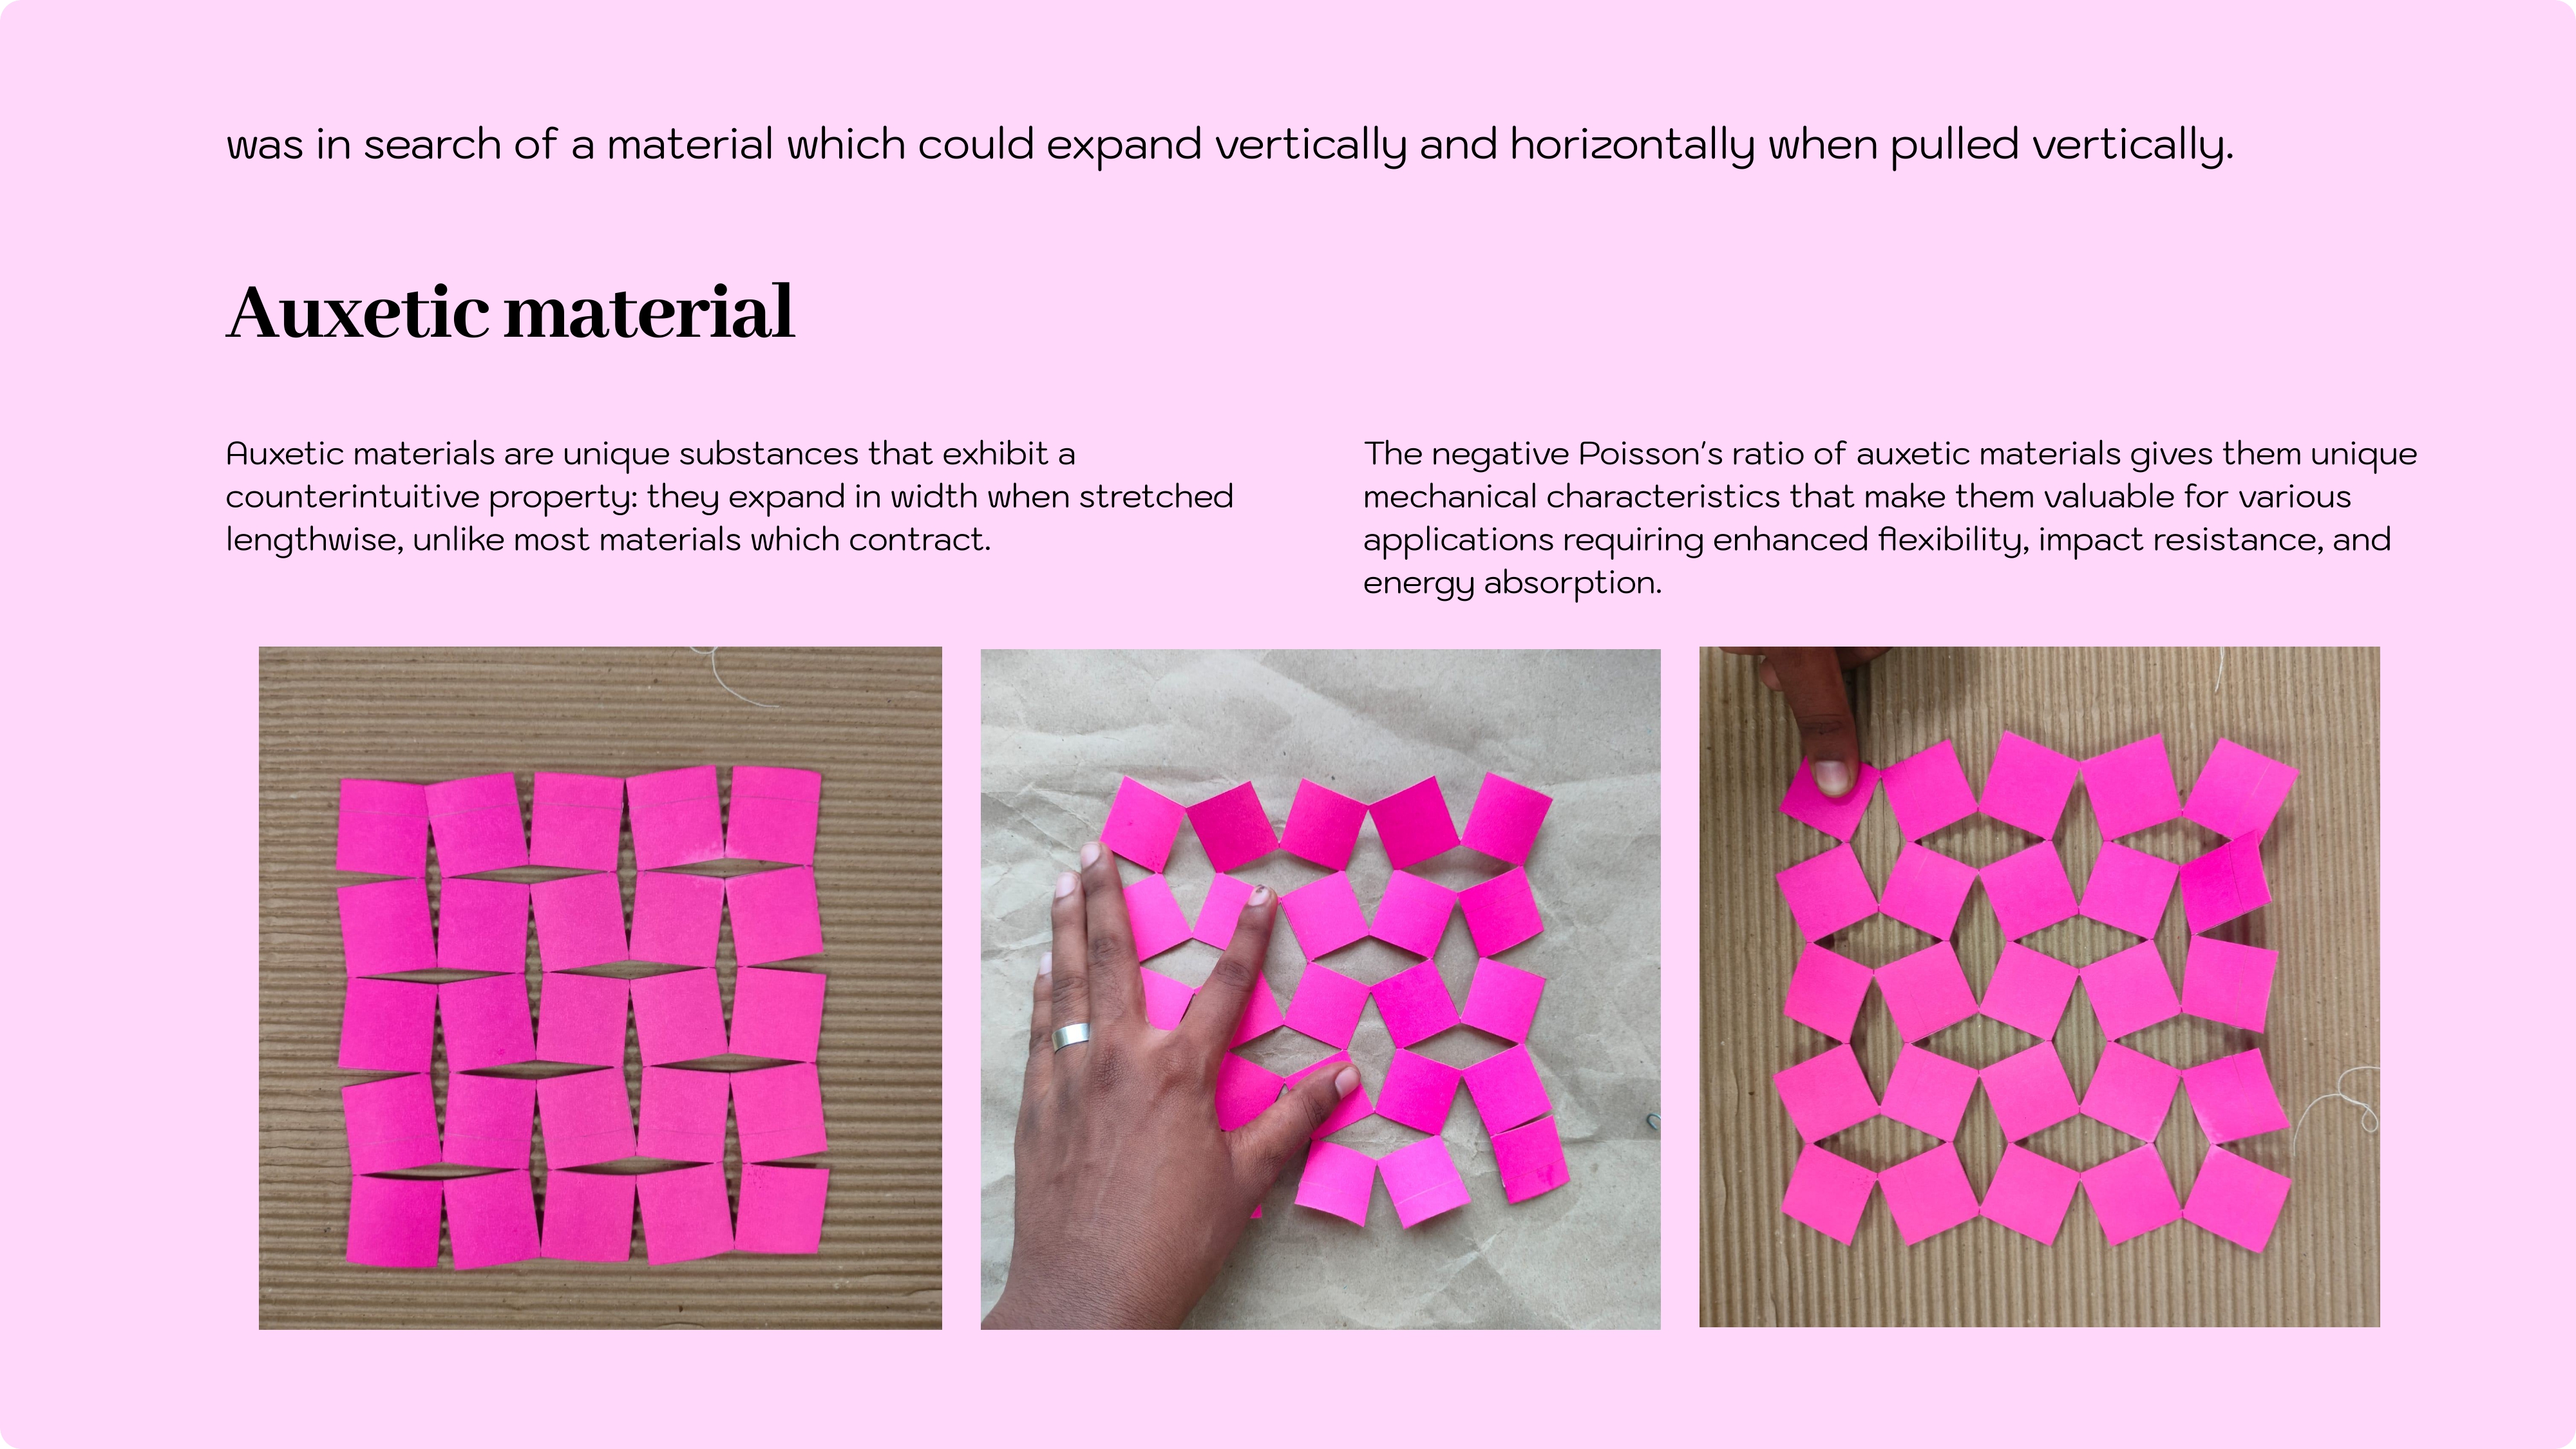 was in search of a material which could expand vertically and horizontally when pulled vertically.
Auxetic material
Auxetic materials are unique substances that exhibit a
counterintuitive property: they expand in width when stretched
lengthwise, unlike most materials which contract.
The negative Poisson's ratio of auxetic materials gives them unique
mechanical characteristics that make them valuable for various
applications requiring enhanced flexibility, impact resistance, and
energy absorption.